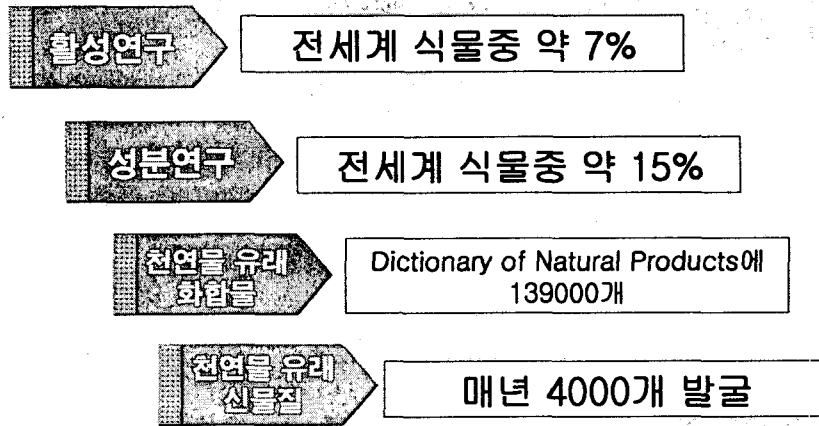 활성연구
전세계 식물중 약 7%
성분연구
전세계 식물중 약 15%
천연물 유래
화합물
Dictionary of Natural Products에
139000개
천연물 유래
신물질
매년 4000개 발굴